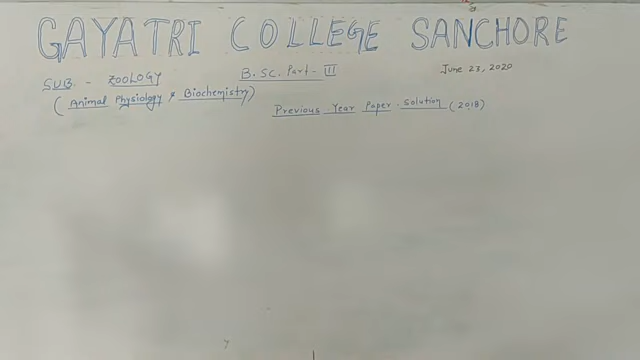 GAYATRI COLLEGE SANCHORE
SUB. - ZOOLOGY B.SC. Part - III June 23, 2020
( Animal Physiology & Biochemistry)
Previous Year Paper Solution (2018)